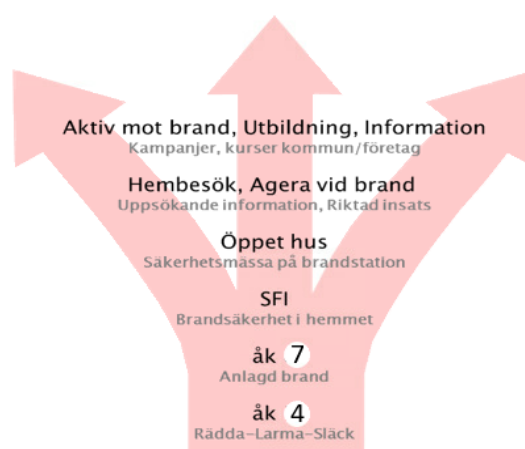 Aktiv mot brand, Utbildning, Information
Kampanjer, kurser kommun/företag
Hembesök, Agera vid brand
Uppsökande information, Riktad insats
Öppet hus
Säkerhetsmässa på brandstation
SFI
Brandsäkerhet i hemmet
åk 7
Anlagd brand
åk 4
Rädda-Larma-Släck